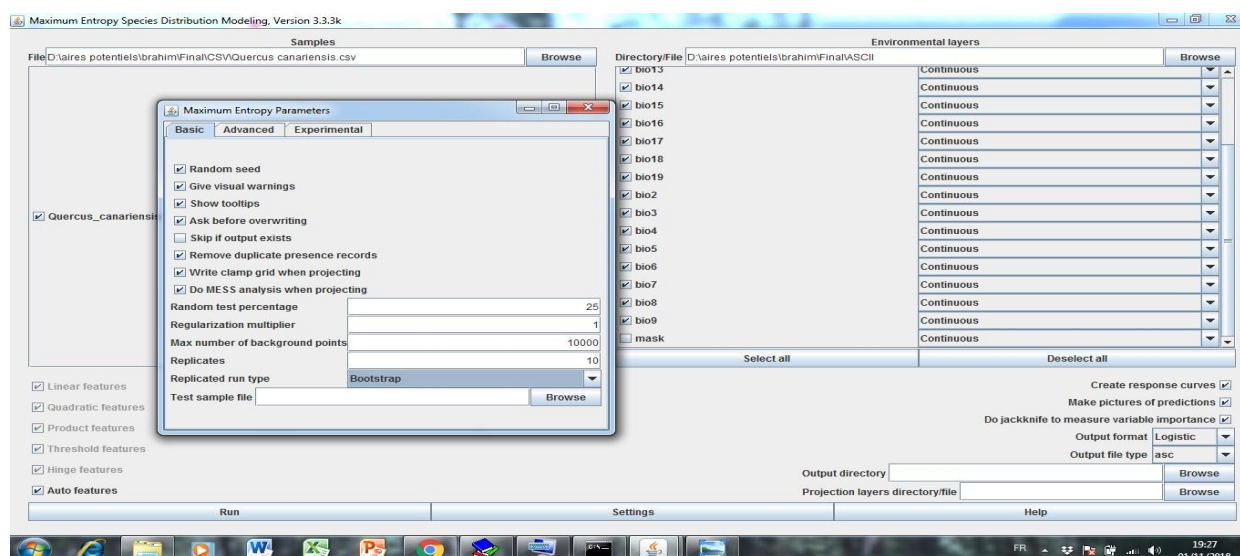 Maximum Entropy Species Distribution Modeling, Version 3.3.3k
Samples
File D:\aires potentiels\brahim\Final\CSV\Quercus canariensis.csv Browse
Environmental layers
Directory/File D:\aires potentiels\brahim\Final\ASCII Browse
Quercus_canariensis
bio13 Continuous
bio14 Continuous
bio15 Continuous
bio16 Continuous
bio17 Continuous
bio18 Continuous
bio19 Continuous
bio2 Continuous
bio3 Continuous
bio4 Continuous
bio5 Continuous
bio6 Continuous
bio7 Continuous
bio8 Continuous
bio9 Continuous
mask Continuous
Select all Deselect all
Maximum Entropy Parameters
Basic Advanced Experimental
Random seed
Give visual warnings
Show tooltips
Ask before overwriting
Skip if output exists
Remove duplicate presence records
Write clamp grid when projecting
Do MESS analysis when projecting
Random test percentage 25
Regularization multiplier 1
Max number of background points 10000
Replicates 10
Replicated run type Bootstrap
Test sample file Browse
Linear features
Quadratic features
Product features
Threshold features
Hinge features
Auto features
Create response curves
Make pictures of predictions
Do jackknife to measure variable importance
Output format Logistic
Output file type asc
Output directory Browse
Projection layers directory/file Browse
Run Settings Help
FR 19:27
01/11/2018